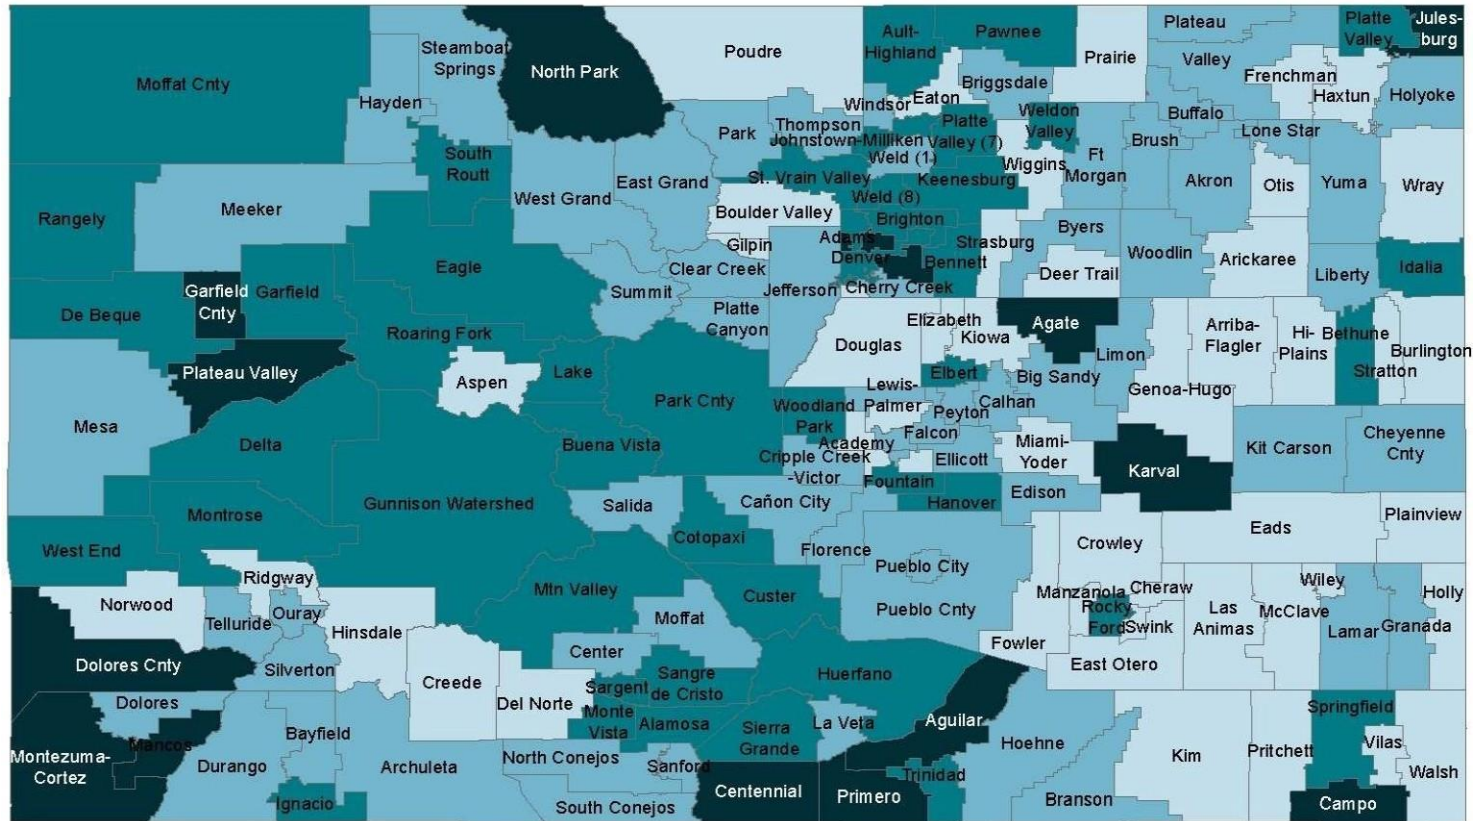 Moffat Cnty
Hayden
Steamboat
Springs
North Park
Poudre
Ault-
Highland
Pawnee
Prairie
Plateau
Valley
Platte
Valley
Jules-
burg
Frenchman
Haxtun
Holyoke
Briggsdale
Windsor
Eaton
Park
Thompson
Johnstown-Milliken
Platte
Valley (7)
Weldon
Valley
Weld (1)
Wiggins
Ft
Morgan
Brush
Buffalo
Lone Star
Akron
Otis
Yuma
Wray
South
Routt
Rangely
Meeker
West Grand
East Grand
St. Vrain Valley
Keenesburg
Weld (8)
Boulder Valley
Brighton
Gilpin
Adams
Denver
Bennett
Strasburg
Byers
Deer Trail
Woodlin
Arickaree
Liberty
Idalia
Eagle
Clear Creek
Summit
Jefferson
Cherry Creek
De Beque
Garfield
Cnty
Garfield
Roaring Fork
Platte
Canyon
Douglas
Elizabeth
Kiowa
Agate
Limon
Arriba-
Flagler
Hi-
Plains
Bethune
Stratton
Burlington
Plateau Valley
Aspen
Lake
Elbert
Big Sandy
Genoa-Hugo
Mesa
Delta
Park Cnty
Woodland
Park
Lewis-
Palmer
Peyton
Calhan
Buena Vista
Academy
Falcon
Miami-
Yoder
Cripple Creek
-Victor
Ellicott
Karval
Kit Carson
Cheyenne
Cnty
Gunnison Watershed
Montrose
Salida
Cañon City
Fountain
Hanover
Edison
West End
Cotopaxi
Florence
Pueblo City
Crowley
Eads
Plainview
Ridgway
Norwood
Telluride
Ouray
Hinsdale
Mtn Valley
Custer
Moffat
Pueblo Cnty
Manzanola
Cheraw
Rocky
Ford
Swink
Las
Animas
McClave
Wiley
Lamar
Granada
Holly
Dolores Cnty
Silverton
Creede
Center
Fowler
East Otero
Sargent
Sangre
de Cristo
Huerfano
Del Norte
Dolores
Monte
Vista
Alamosa
Sierra
Grande
La Veta
Aguilar
Springfield
Mancos
Montezuma-
Cortez
Durango
Bayfield
Archuleta
North Conejos
Sanford
Hoehne
Kim
Pritchett
Vilas
Walsh
Ignacio
South Conejos
Centennial
Primero
Trinidad
Branson
Campo